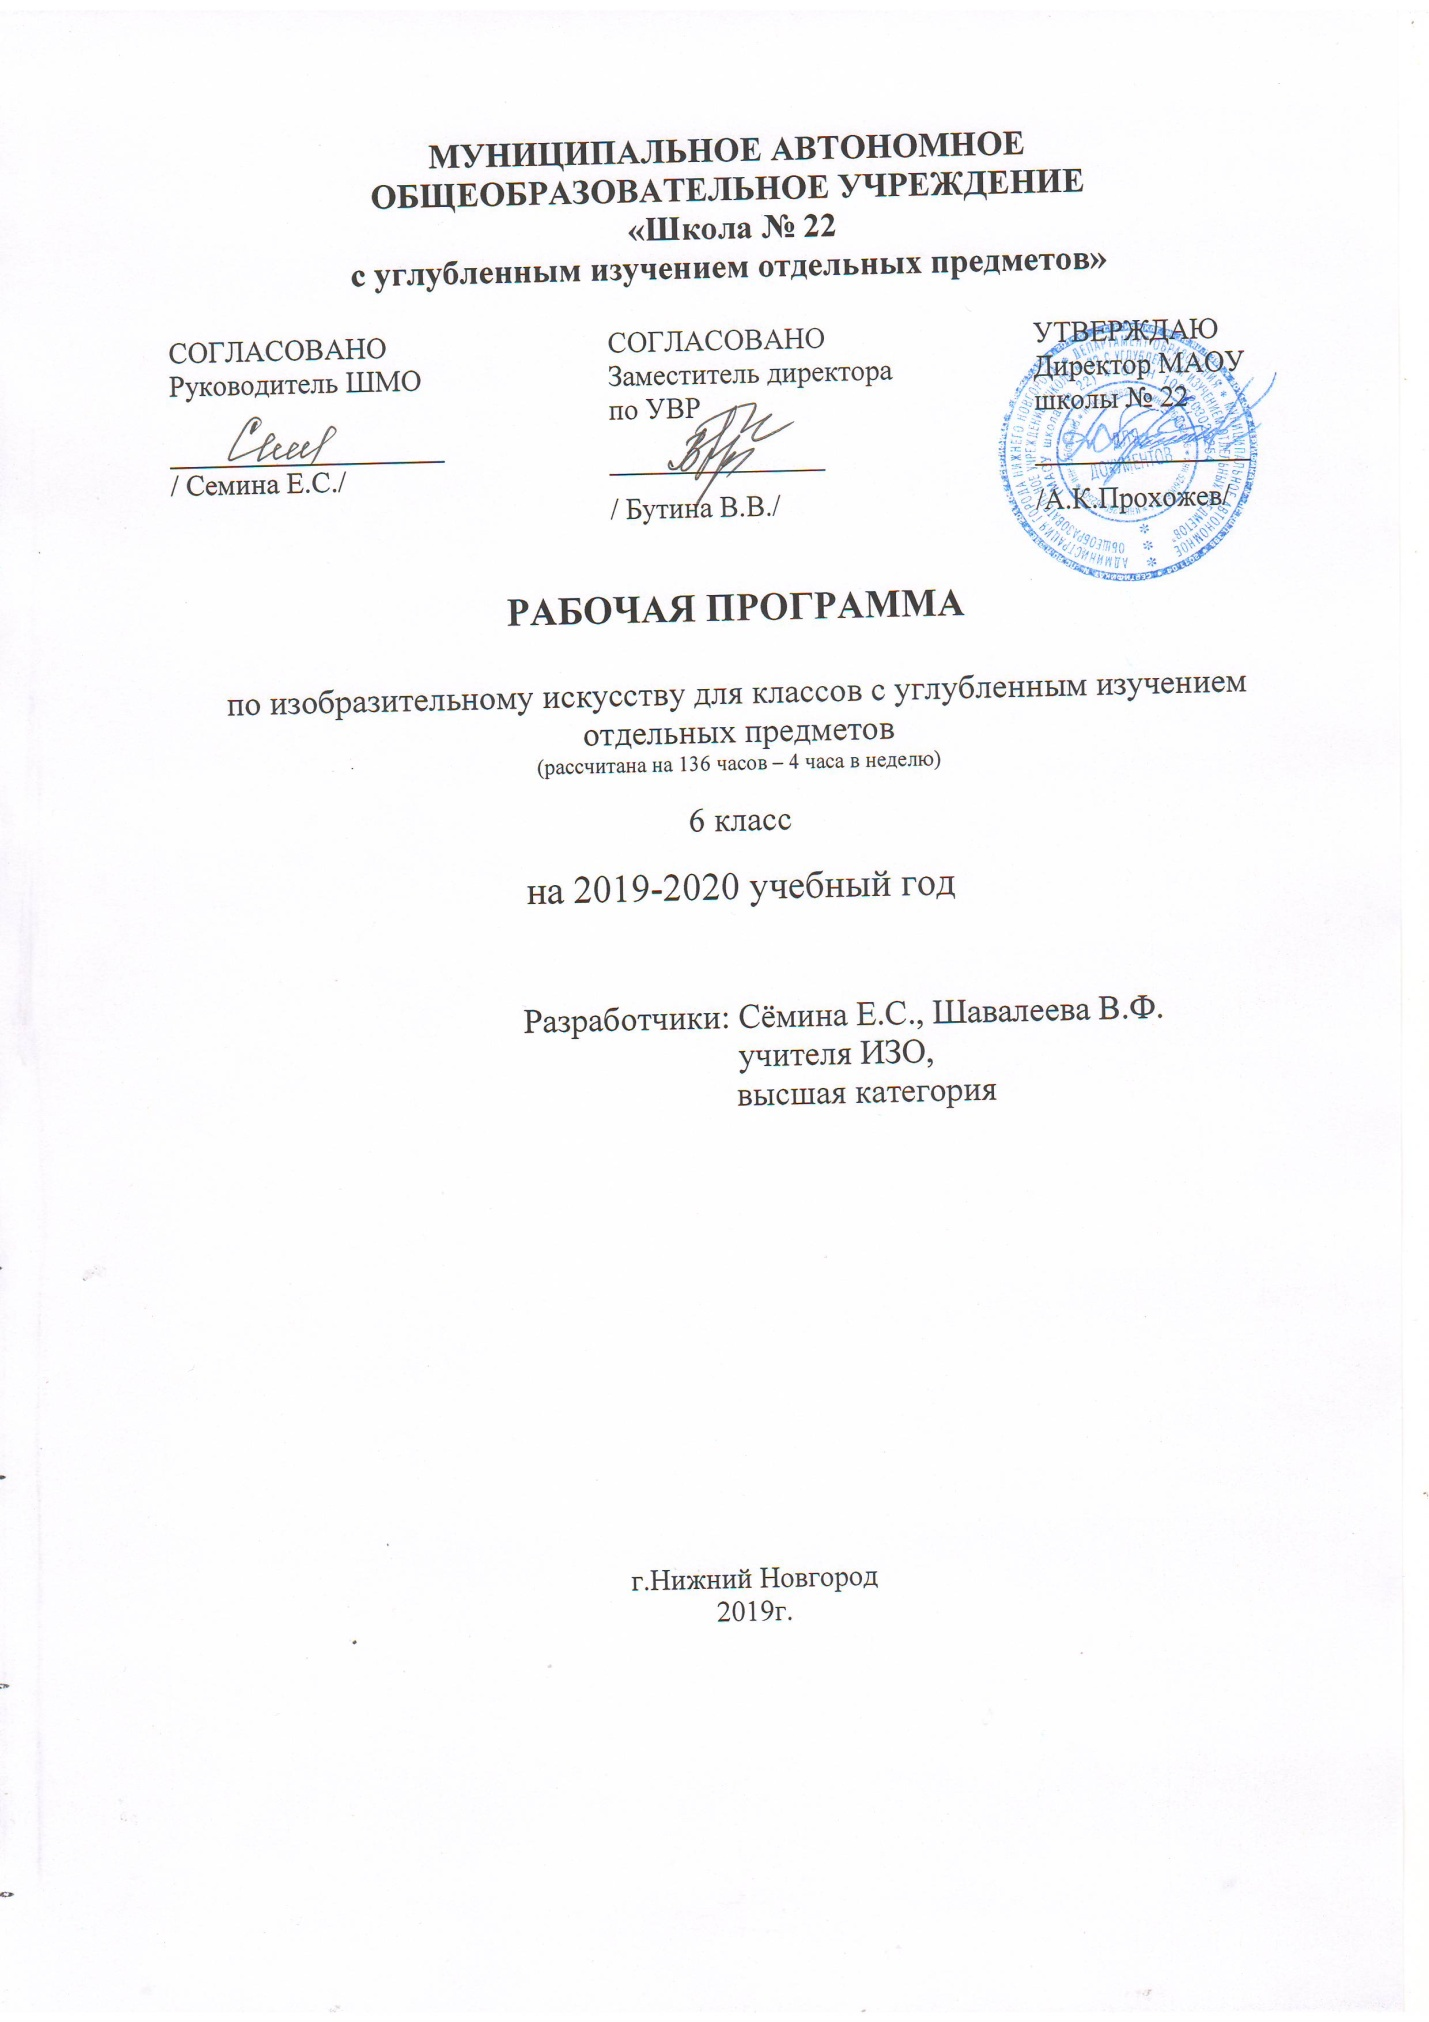 МУНИЦИПАЛЬНОЕ АВТОНОМНОЕ
ОБЩЕОБРАЗОВАТЕЛЬНОЕ УЧРЕЖДЕНИЕ
«Школа № 22
с углубленным изучением отдельных предметов»
СОГЛАСОВАНО
Руководитель ШМО
/ Семина Е.С./
СОГЛАСОВАНО
Заместитель директора
по УВР
/ Бутина В.В./
УТВЕРЖДАЮ
Директор МАОУ
школы № 22
/А.К.Прохожев/
ДЛЯ
ДОКУМЕНТОВ
РАБОЧАЯ ПРОГРАММА
по изобразительному искусству для классов с углубленным изучением
отдельных предметов
(рассчитана на 136 часов – 4 часа в неделю)
6 класс
на 2019-2020 учебный год
Разработчики: Сёмина Е.С., Шавалеева В.Ф.
учителя ИЗО,
высшая категория
г.Нижний Новгород
2019г.